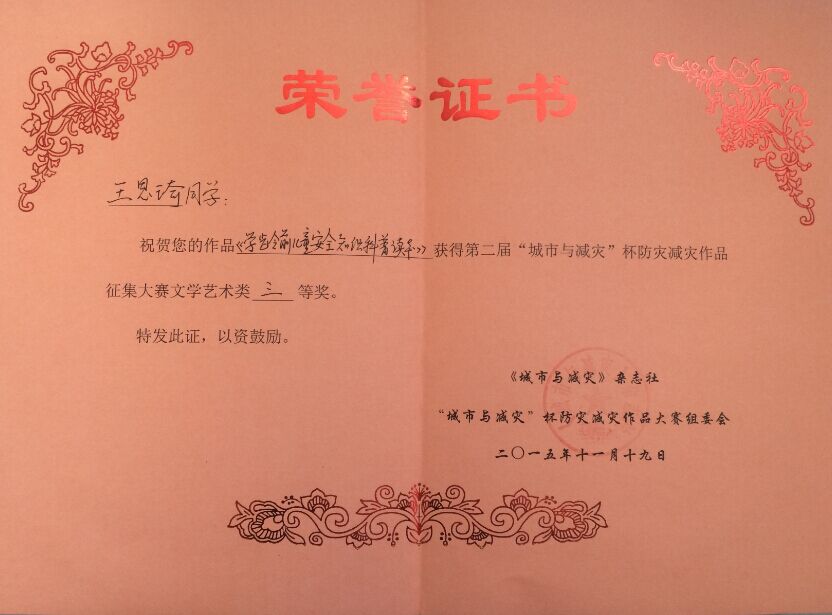 荣誉证书
王思琦同学：
祝贺您的作品《学龄前儿童安全知识科普读本》获得第二届“城市与减灾”杯防灾减灾作品
征集大赛文学艺术类 三 等奖。
特发此证，以资鼓励。
《城市与减灾》杂志社
“城市与减灾”杯防灾减灾作品大赛组委会
二〇一五年十一月十九日